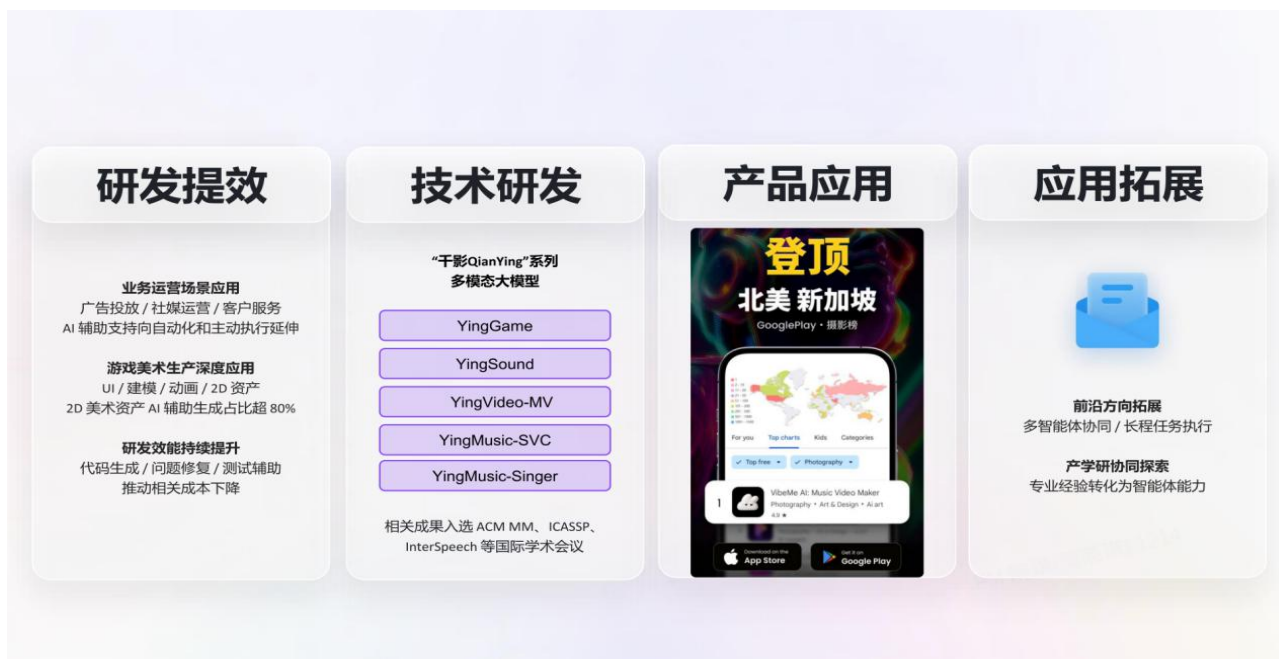 研发提效
业务运营场景应用
广告投放 / 社媒运营 / 客户服务
AI 辅助支持向自动化和主动执行延伸
游戏美术生产深度应用
UI / 建模 / 动画 / 2D 资产
2D 美术资产 AI 辅助生成占比超 80%
研发效能持续提升
代码生成 / 问题修复 / 测试辅助
推动相关成本下降
技术研发
“千影QianYing”系列
多模态大模型
YingGame
YingSound
YingVideo-MV
YingMusic-SVC
YingMusic-Singer
相关成果入选 ACM MM、ICASSP、
InterSpeech 等国际学术会议
产品应用
登顶
北美 新加坡
GooglePlay · 摄影榜
For you Top charts Kids Categories
Top free Photography
1
VibeMe AI: Music Video Maker
Photography • Art & Design • Ai art
4.9 ★
Download on the
App Store
Get it on
Google Play
应用拓展
前沿方向拓展
多智能体协同 / 长程任务执行
产学研协同探索
专业经验转化为智能体能力